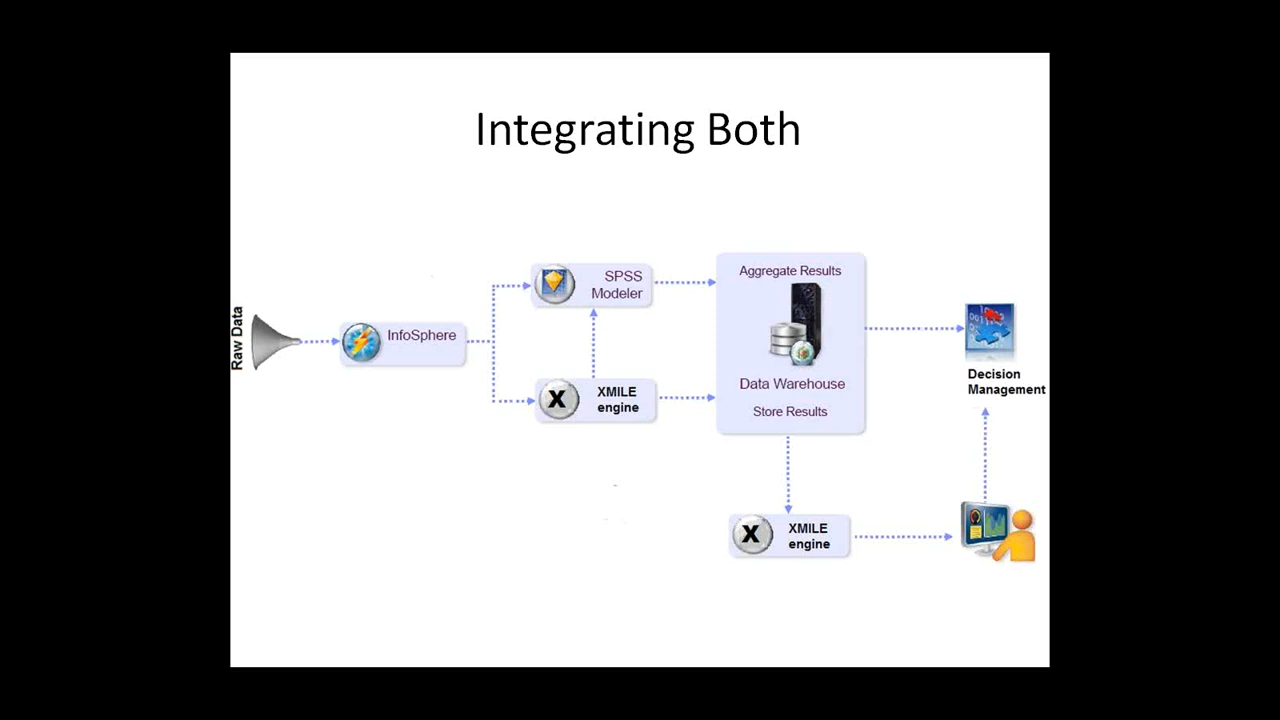 Integrating Both
Raw Data
InfoSphere
SPSS
Modeler
XMILE
engine
Aggregate Results
Data Warehouse
Store Results
Decision
Management
XMILE
engine